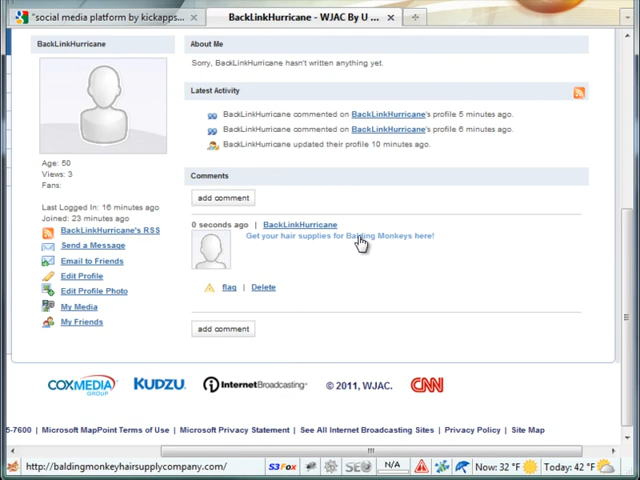 "social media platform by kickapps...
BackLinkHurricane - WJAC By U ...
BackLinkHurricane
About Me
Sorry, BackLinkHurricane hasn't written anything yet.
Latest Activity
BackLinkHurricane commented on BackLinkHurricane's profile 5 minutes ago.
BackLinkHurricane commented on BackLinkHurricane's profile 6 minutes ago.
BackLinkHurricane updated their profile 10 minutes ago.
Age: 50
Views: 3
Fans:
Last Logged In: 16 minutes ago
Joined: 23 minutes ago
BackLinkHurricane's RSS
Send a Message
Email to Friends
Edit Profile
Edit Profile Photo
My Media
My Friends
Comments
add comment
0 seconds ago | BackLinkHurricane
Get your hair supplies for Balding Monkeys here!
flag | Delete
add comment
COXMEDIA GROUP
KUDZU
InternetBroadcasting
© 2011, WJAC.
CNN
5-7600 | Microsoft MapPoint Terms of Use | Microsoft Privacy Statement | See All Internet Broadcasting Sites | Privacy Policy | Site Map
http://baldingmonkeyhairsupplycompany.com/
S3Fox
SEO
N/A
Now: 32 °F
Today: 42 °F